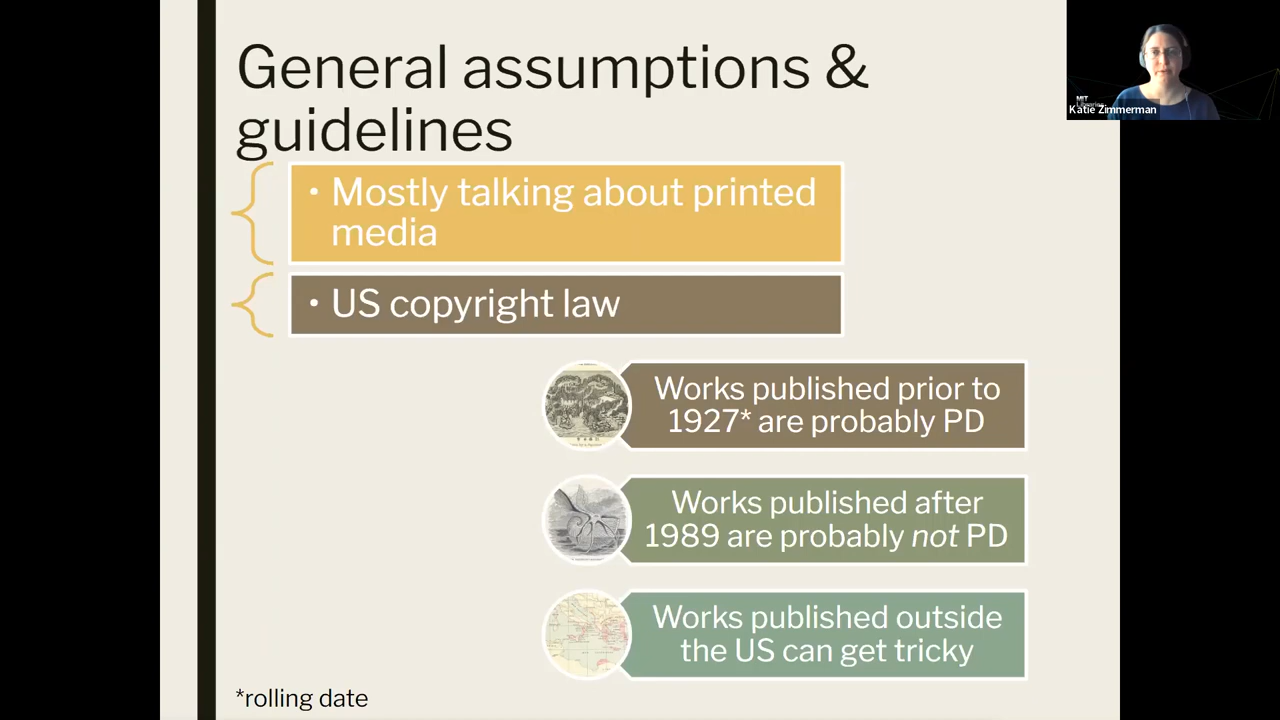 General assumptions &
guidelines
• Mostly talking about printed
media
• US copyright law
Works published prior to
1927* are probably PD
Works published after
1989 are probably not PD
Works published outside
the US can get tricky
*rolling date
MIT
Katie Zimmerman